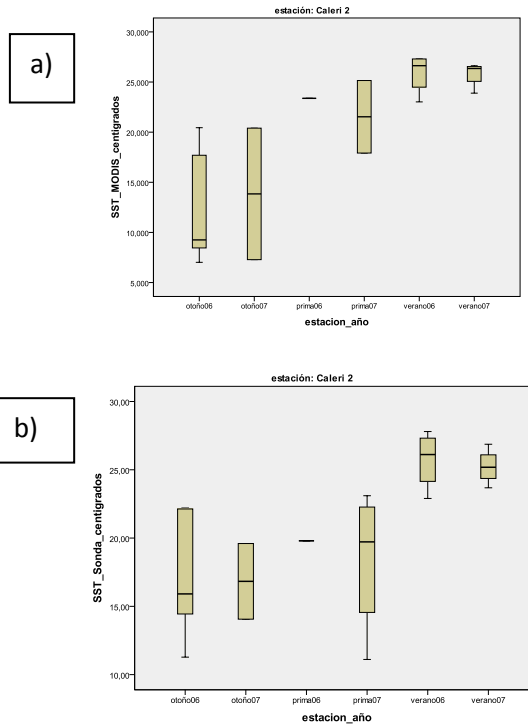 a)
estación: Caleri 2
SST_MODIS_centigrados
30,000
25,000
20,000
15,000
10,000
5,000
otoño06 otoño07 prima06 prima07 verano06 verano07
estacion_año
b)
estación: Caleri 2
SST_Sonda_centigrados
30,00
25,00
20,00
15,00
10,00
otoño06 otoño07 prima06 prima07 verano06 verano07
estacion_año